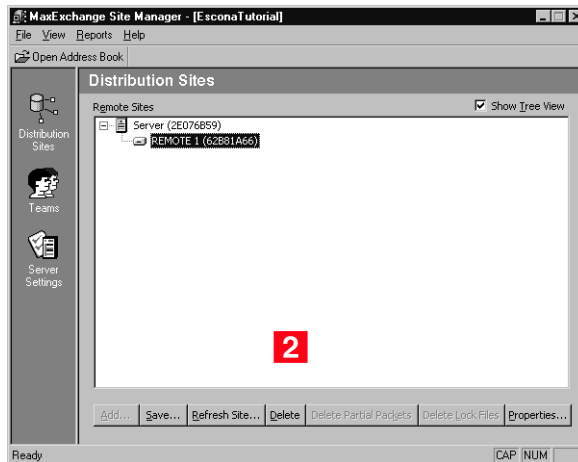 MaxExchange Site Manager - [EsconaTutorial]
File View Reports Help
Open Address Book
Distribution Sites
Remote Sites Show Tree View
Server (2E076B59)
REMOTE 1 (62B81A66)
Distribution
Sites
Teams
Server
Settings
2
Add... Save... Refresh Site... Delete Delete Partial Packets Delete Lock Files Properties...
Ready CAP NUM